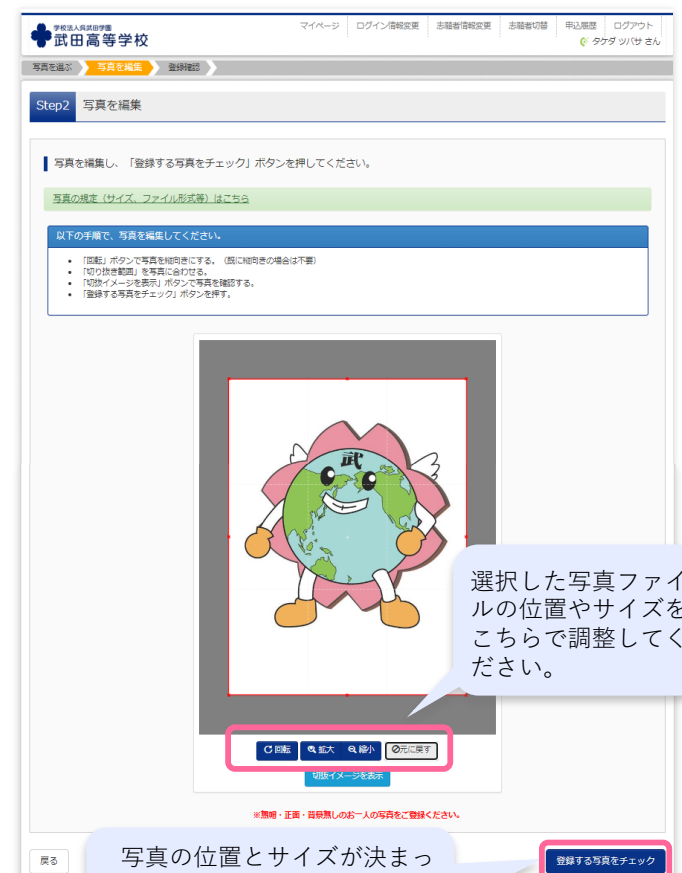 学校法人呉武田学園
武田高等学校
マイページ ログイン情報変更 志願者情報変更 志願者切替 申込履歴 ログアウト
タケダ ツバサ さん
写真を選ぶ 写真を編集 登録確認
Step2 写真を編集
写真を編集し、「登録する写真をチェック」ボタンを押してください。
写真の規定（サイズ、ファイル形式等）はこちら
以下の手順で、写真を編集してください。
• 「回転」ボタンで写真を縦向きにする。（既に縦向きの場合は不要）
• 「切り抜き範囲」を写真に合わせる。
• 「切抜イメージを表示」ボタンで写真を確認する。
• 「登録する写真をチェック」ボタンを押す。
武
選択した写真ファイ
ルの位置やサイズを
こちらで調整してく
ださい。
回転 拡大 縮小 元に戻す
切抜イメージを表示
※無帽・正面・背景無しのお一人の写真をご登録ください。
戻る
写真の位置とサイズが決まっ
登録する写真をチェック